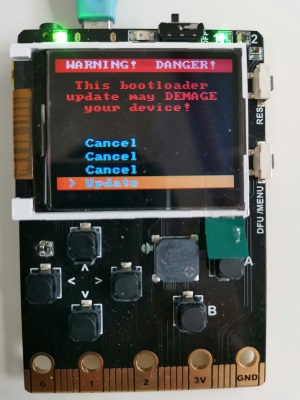 WARNING! DANGER!
This bootloader
update may DEMAGE
your device!
Cancel
Cancel
Cancel
> Update
2
DFU/MENU
< >
A
B
0
1
2
3V
GND